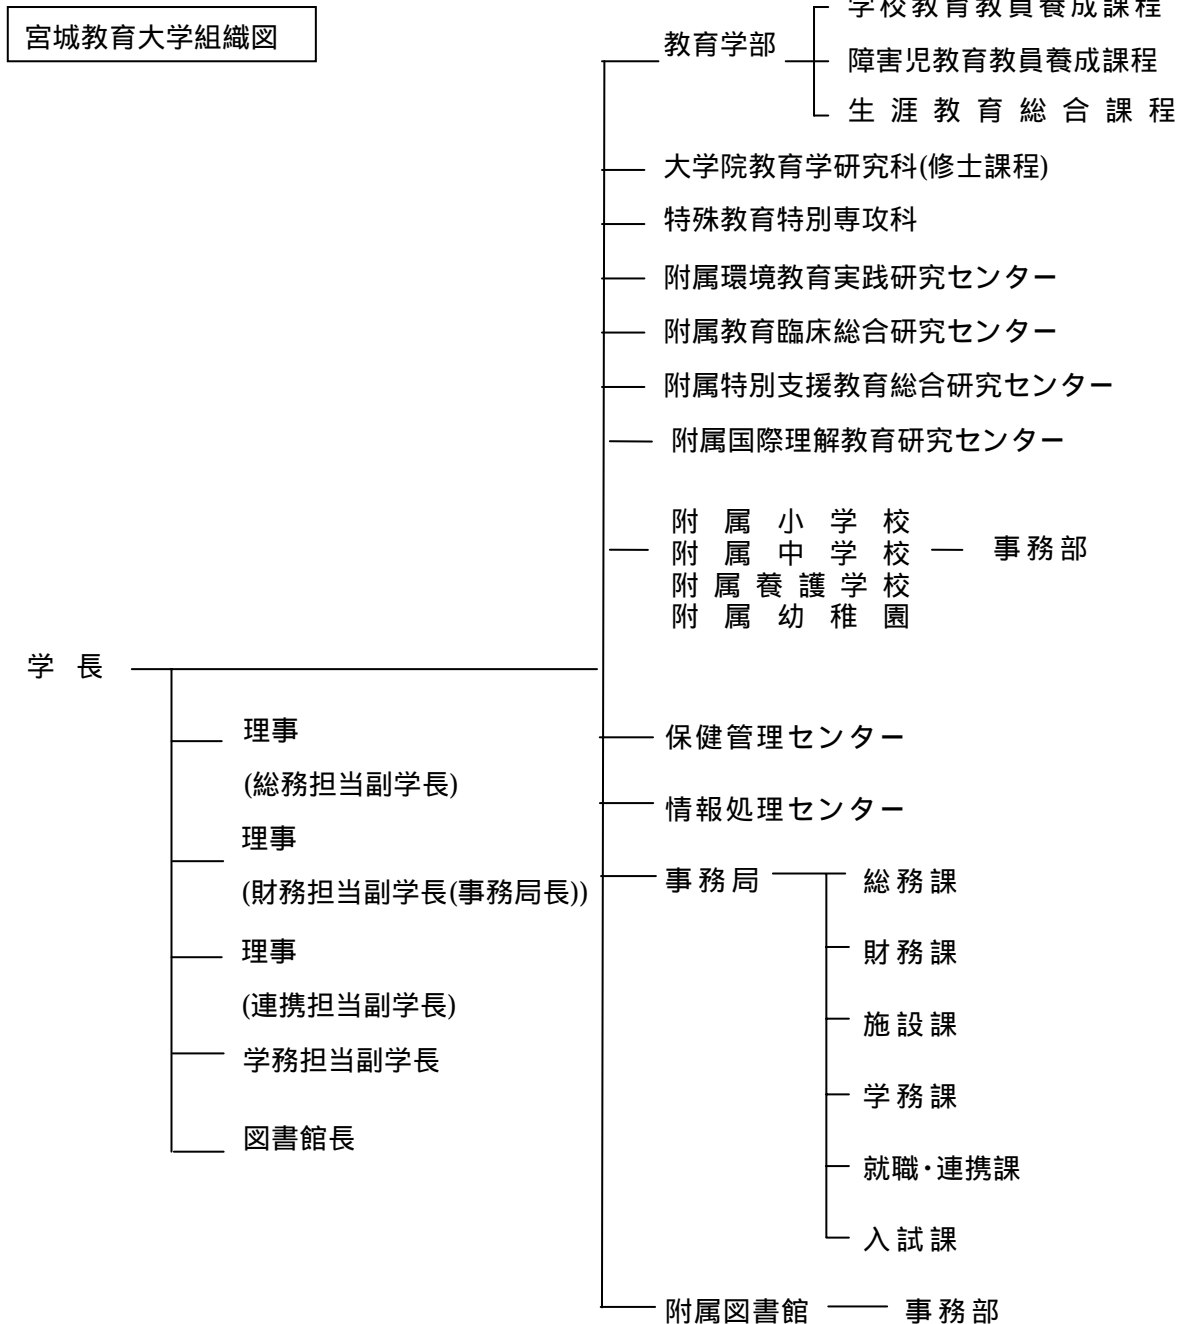 宮城教育大学組織図
学校教育教員養成課程
教育学部
障害児教育教員養成課程
生涯教育総合課程
大学院教育学研究科(修士課程)
特殊教育特別専攻科
附属環境教育実践研究センター
附属教育臨床総合研究センター
附属特別支援教育総合研究センター
附属国際理解教育研究センター
附属小学校
附属中学校
附属養護学校
附属幼稚園
事務部
学長
理事
(総務担当副学長)
理事
(財務担当副学長(事務局長))
理事
(連携担当副学長)
学務担当副学長
図書館長
保健管理センター
情報処理センター
事務局
総務課
財務課
施設課
学務課
就職・連携課
入試課
附属図書館
事務部